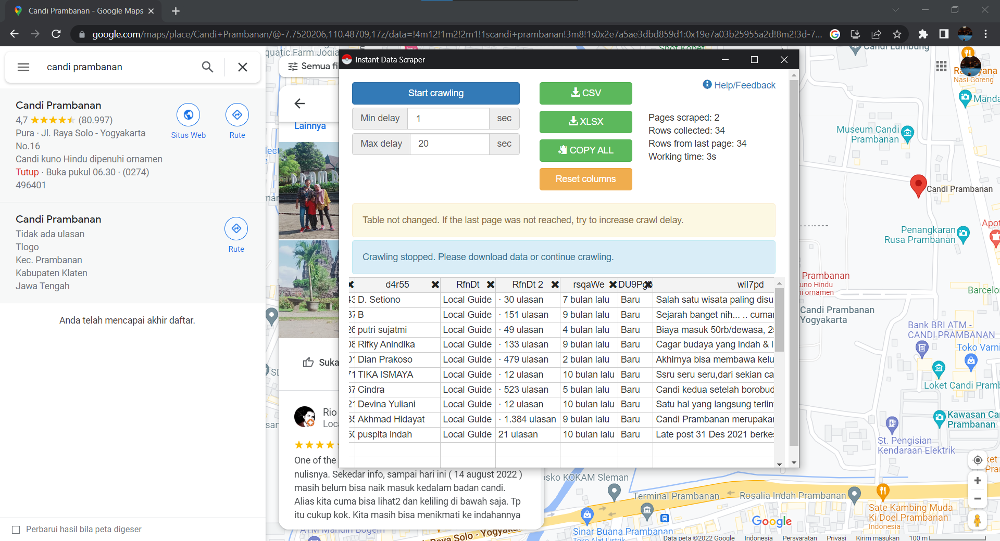 Candi Prambanan - Google Maps
google.com/maps/place/Candi+Prambanan/@-7.7520206,110.48709,17z/data=!4m12!1m2!2m1!1scandi+prambanan!3m8!1s0x2e7a5ae3dbd859d1:0x19e7a03b25955a2d!8m2!3d-7...
candi prambanan
Candi Prambanan
4,7 (80.997)
Pura · Jl. Raya Solo - Yogyakarta
No.16
Candi kuno Hindu dipenuhi ornamen
Tutup · Buka pukul 06.30 · (0274)
496401
Situs Web
Rute
Candi Prambanan
Tidak ada ulasan
Tlogo
Kec. Prambanan
Kabupaten Klaten
Jawa Tengah
Rute
Anda telah mencapai akhir daftar.
Perbarui hasil bila peta digeser
quatic Farm Jogja
Semua fi
Lainnya
PRAMB
Suka
Rio
Loca
One of the
nulisnya. Sekedar info, sampai hari ini ( 14 august 2022 )
masih belum bisa naik masuk kedalam badan candi.
Alias kita cuma bisa lihat2 dan keliling di bawah saja. Tp
itu cukup kok. Kita masih bisa menikmati ke indahannya
Instant Data Scraper
Start crawling
Min delay 1 sec
Max delay 20 sec
CSV
XLSX
COPY ALL
Reset columns
Help/Feedback
Pages scraped: 2
Rows collected: 34
Rows from last page: 34
Working time: 3s
Table not changed. If the last page was not reached, try to increase crawl delay.
Crawling stopped. Please download data or continue crawling.
d4r55 RfnDt RfnDt 2 rsqaWe DU9Pgb wiI7pd
D. Setiono Local Guide · 30 ulasan 7 bulan lalu Baru Salah satu wisata paling disu
B Local Guide · 151 ulasan 9 bulan lalu Baru Sejarah banget nih... .. cumar
putri sujatmi Local Guide · 49 ulasan 4 bulan lalu Baru Biaya masuk 50rb/dewasa, 2
Rifky Anindika Local Guide · 133 ulasan 9 bulan lalu Baru Cagar budaya yang indah & l
Dian Prakoso Local Guide · 479 ulasan 2 bulan lalu Baru Akhirnya bisa membawa kelu
TIKA ISMAYA Local Guide · 12 ulasan 10 bulan lalu Baru Ssru seru seru,dari sekian ca
Cindra Local Guide · 523 ulasan 5 bulan lalu Baru Candi kedua setelah borobud
Devina Yuliani Local Guide · 12 ulasan 10 bulan lalu Baru Satu hal yang langsung terlin
Akhmad Hidayat Local Guide · 1.384 ulasan 9 bulan lalu Baru Candi Prambanan merupakar
puspita indah Local Guide 21 ulasan 10 bulan lalu Baru Late post 31 Des 2021 berkes
Candi Lumbung
Nasi Goreng
Manda
Museum Candi
Prambanan
Candi Prambanan
Penangkaran
Rusa Prambanan
Apot
Prambanan
uno Hindu
ni ornamen
Barcelo
Candi Prambanan
Yogyakarta
Bank BRI ATM -
CANDI PRAMBANAN
Toko Varni
Loket Candi Pramb
Kawasan Ca
Prambanan
St. Pengisian
Kendaraan Elektrik
osko KOKAM Sleman
Terminal Prambanan
Rosalia Indah Prambanan
Sate Kambing Muda
Ki Doel Prambanan
Indonesia
Sinar Buana Prambanan
Toko Alat Listrik
ATM Mandiri Bogem
Raya Solo - Yogyakarta
Google
Data peta ©2022 Google Indonesia Persyaratan Privasi Kirim masukan 100 m